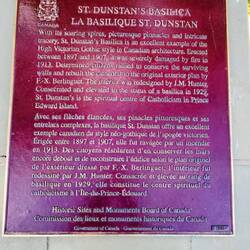 CANADA
ST. DUNSTAN'S BASILICA
LA BASILIQUE ST. DUNSTAN
With its soaring spires, picturesque pinnacles and intricate
tracery, St. Dunstan's Basilica is an excellent example of the
High Victorian Gothic style in Canadian architecture. Erected
between 1897 and 1907, it was severely damaged by fire in
1913. Determined citizens raised to conserve the surviving
walls and rebuild the cathedral to the original exterior plan by
F.-X. Berlinguet. The interior was redesigned by J.M. Hunter.
Consecrated and elevated to the status of a basilica in 1929,
St. Dunstan's is the spiritual centre of Catholicism in Prince
Edward Island.
Avec ses flèches élancées, ses pinacles pittoresques et ses
entrelacs complexes, la basilique St. Dunstan offre un excellent
exemple canadien du style néo-gothique de l'apogée victorien.
Érigée entre 1897 et 1907, elle fut ravagée par un incendie
en 1913. Des citoyens résolurent d'en conserver les murs
encore debout et de reconstruire l'édifice selon le plan originel
de l'extérieur dressé par F. X. Berlinguet; l'intérieur fut
redessiné par J.M. Hunter. Consacrée et élevée au rang de
basilique en 1929, elle constitue le centre spirituel du
catholicisme à l'Île-du-Prince-Édouard.
Historic Sites and Monuments Board of Canada
Commission des lieux et monuments historiques du Canada
Government of Canada - Gouvernement du Canada